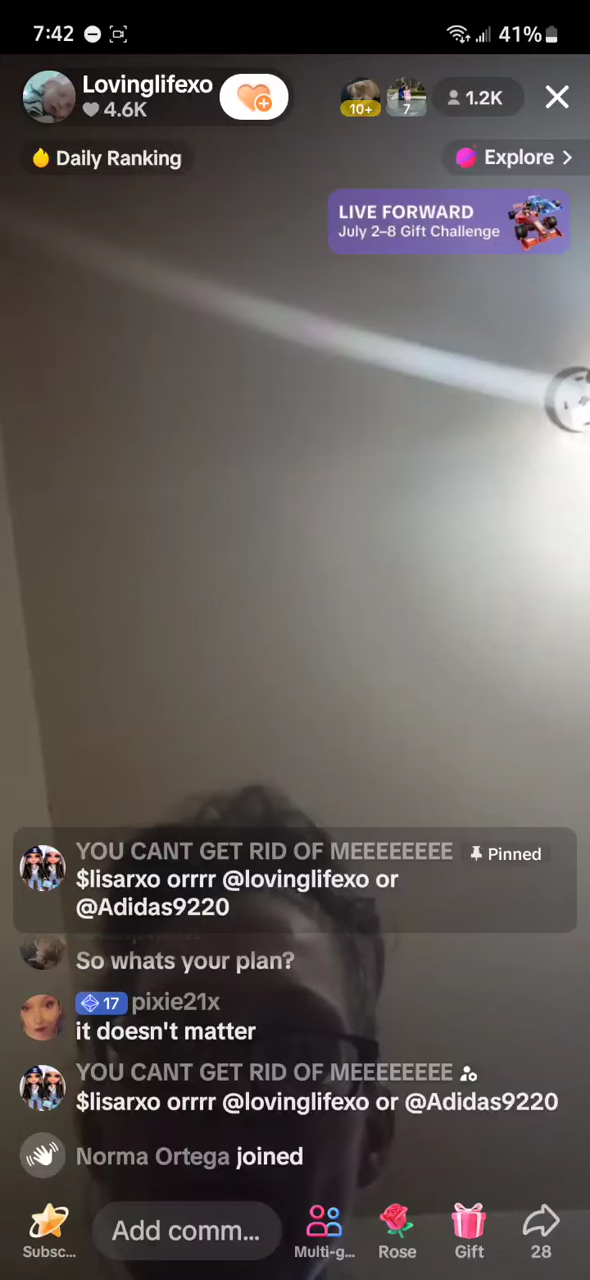 7:42
41%
Lovinglifexo
4.6K
10+
7
1.2K
Daily Ranking
Explore >
LIVE FORWARD
July 2–8 Gift Challenge
YOU CANT GET RID OF MEEEEEEEE
Pinned
$lisarxo orrrr @lovinglifexo or
@Adidas9220
So whats your plan?
17 pixie21x
it doesn't matter
YOU CANT GET RID OF MEEEEEEEE
$lisarxo orrrr @lovinglifexo or @Adidas9220
Norma Ortega joined
Add comm...
Subsc...
Multi-g...
Rose
Gift
28